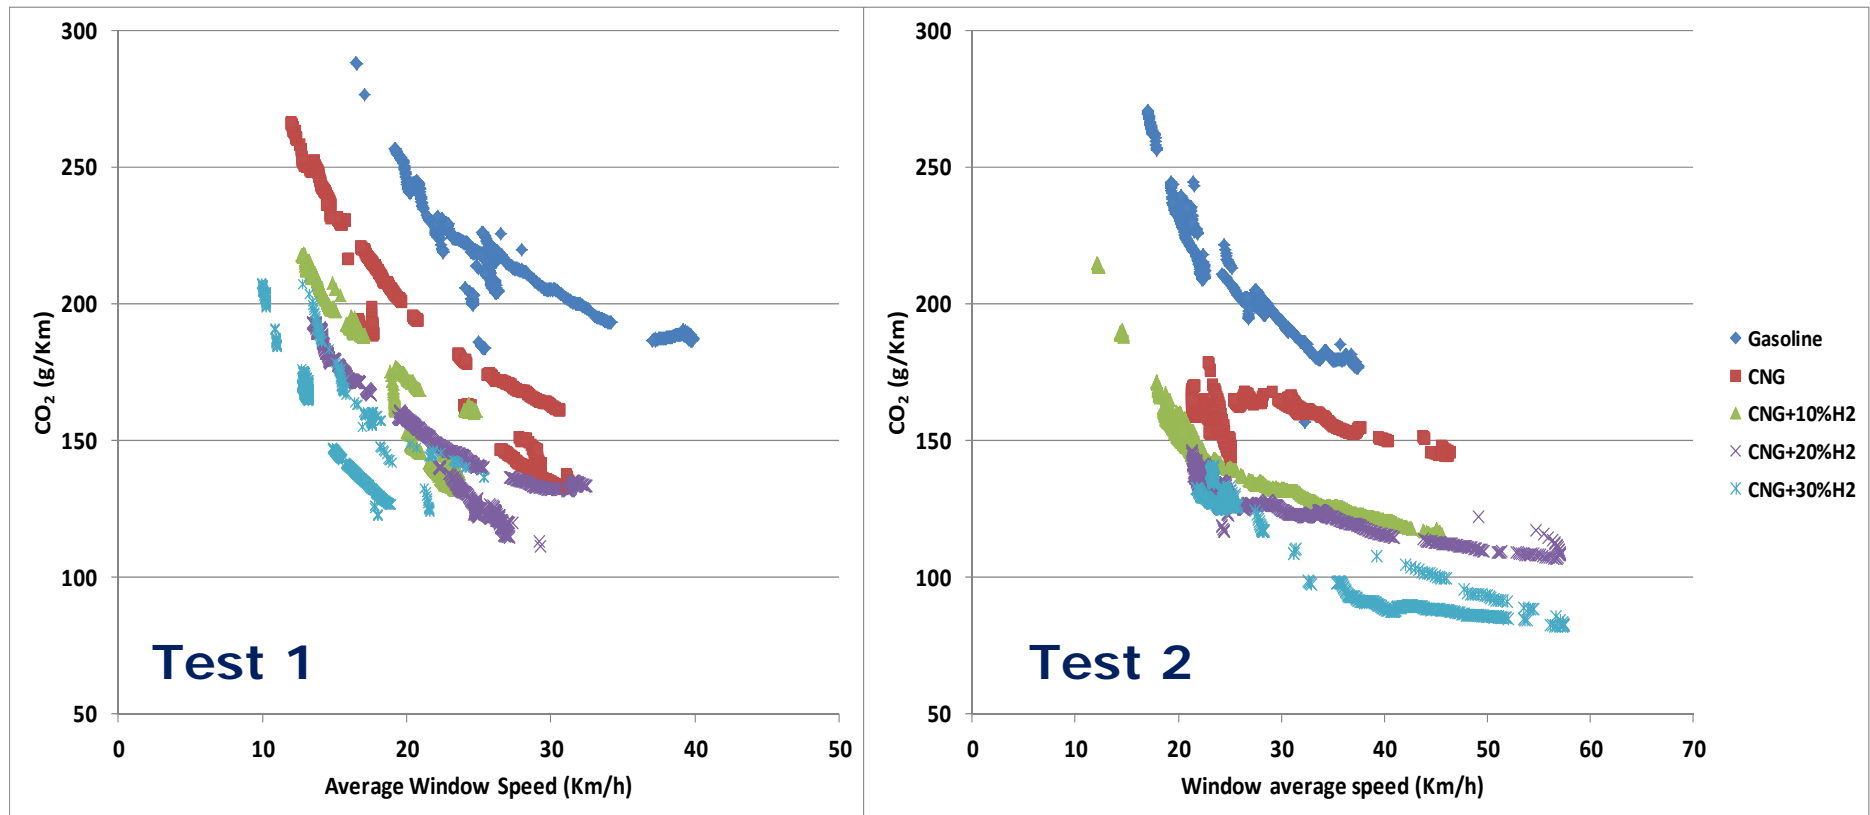 300
250
200
150
100
50
CO2 (g/Km)
0
10
20
30
40
50
Average Window Speed (Km/h)
Test 1
300
250
200
150
100
50
CO2 (g/Km)
0
10
20
30
40
50
60
70
Window average speed (Km/h)
Test 2
Gasoline
CNG
CNG+10%H2
CNG+20%H2
CNG+30%H2